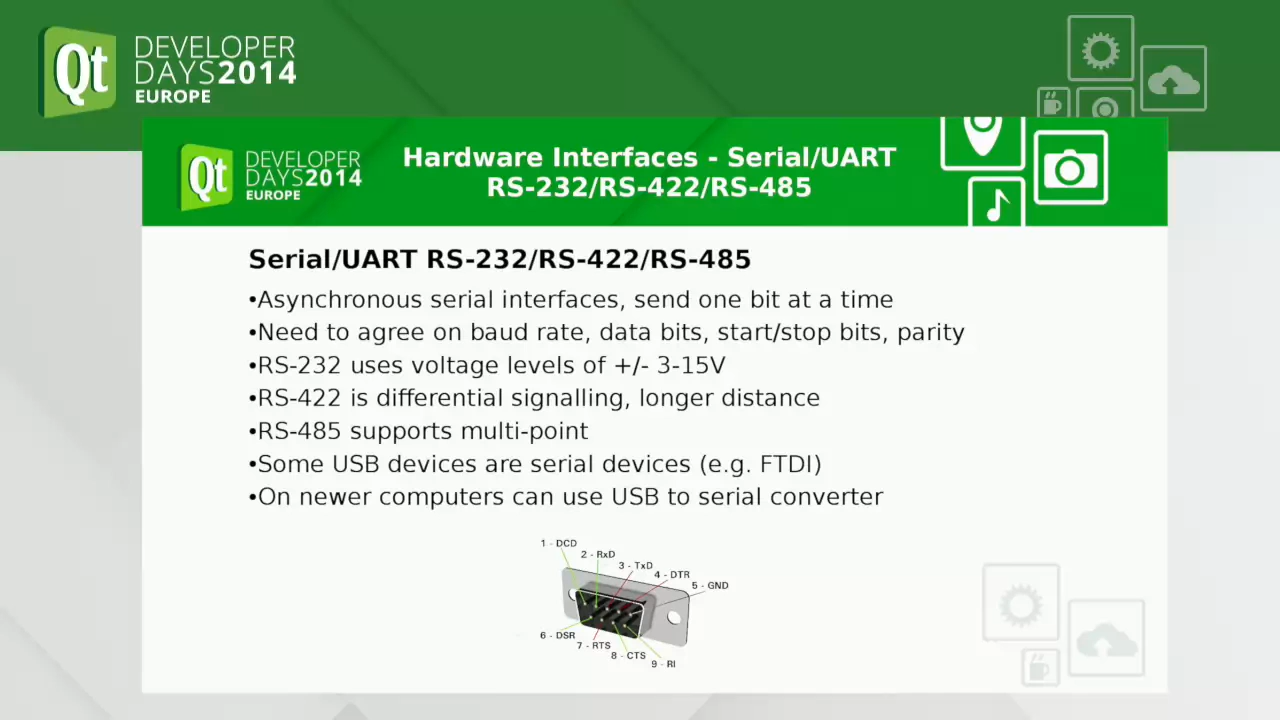 Qt DEVELOPER
DAYS2014
EUROPE
Qt DEVELOPER
DAYS2014
EUROPE
Hardware Interfaces - Serial/UART
RS-232/RS-422/RS-485
Serial/UART RS-232/RS-422/RS-485
•Asynchronous serial interfaces, send one bit at a time
•Need to agree on baud rate, data bits, start/stop bits, parity
•RS-232 uses voltage levels of +/- 3-15V
•RS-422 is differential signalling, longer distance
•RS-485 supports multi-point
•Some USB devices are serial devices (e.g. FTDI)
•On newer computers can use USB to serial converter
1 - DCD
2 - RxD
3 - TxD
4 - DTR
5 - GND
6 - DSR
7 - RTS
8 - CTS
9 - RI